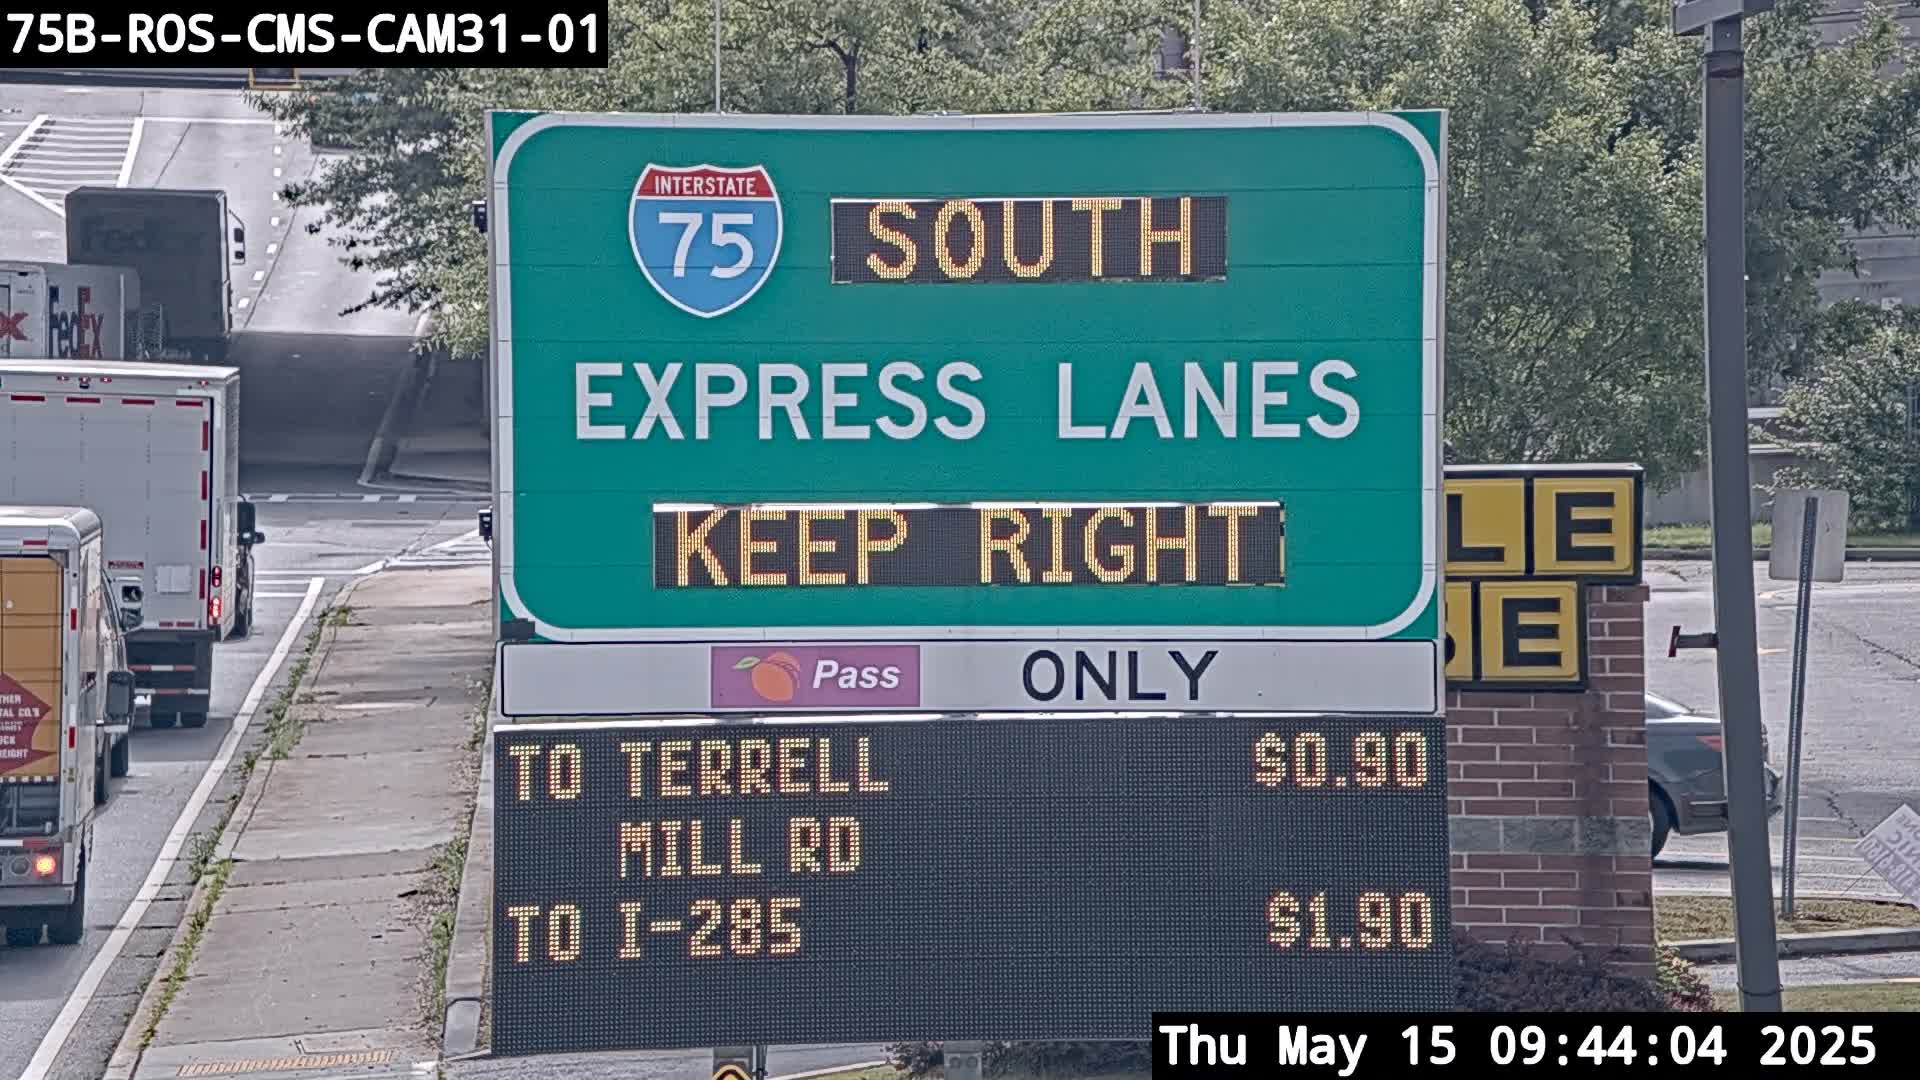 75B-ROS-CMS-CAM31-01
INTERSTATE
75
SOUTH
EXPRESS LANES
KEEP RIGHT
Pass ONLY
TO TERRELL $0.90
MILL RD
TO I-285 $1.90
FedEx
LE
E
Thu May 15 09:44:04 2025